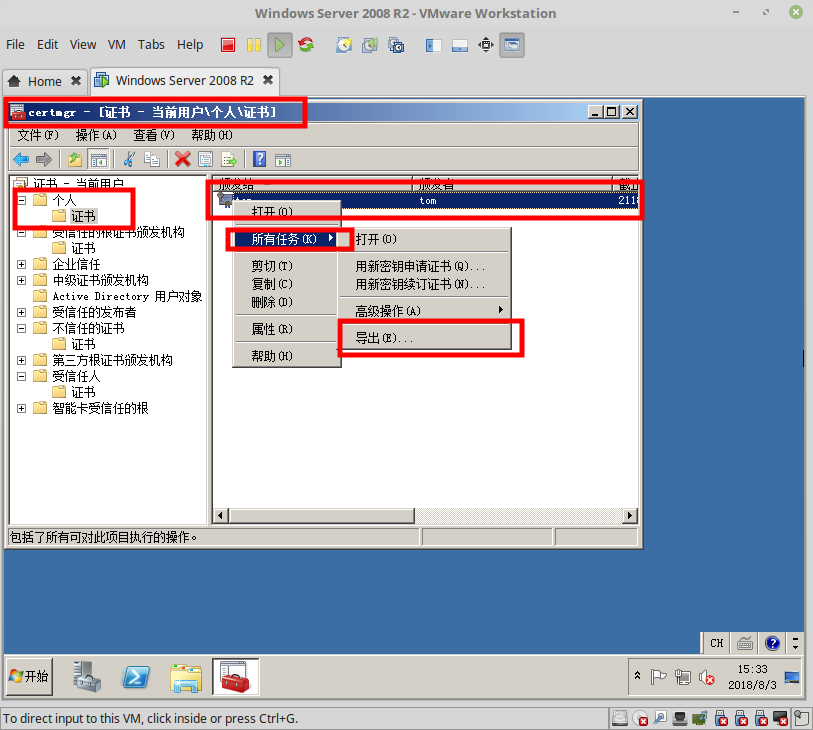 Windows Server 2008 R2 - VMware Workstation
File Edit View VM Tabs Help
Home Windows Server 2008 R2
certmgr - [证书 - 当前用户\个人\证书]
文件(F) 操作(A) 查看(V) 帮助(H)
证书 - 当前用户
个人
证书
受信任的根证书颁发机构
证书
企业信任
中级证书颁发机构
Active Directory 用户对象
受信任的发布者
不信任的证书
证书
第三方根证书颁发机构
受信任人
证书
智能卡受信任的根
颁发给 颁发者 截止
tom 2118
打开(O)
所有任务(K)
剪切(T)
复制(C)
删除(D)
属性(R)
帮助(H)
打开(O)
用新密钥申请证书(Q)...
用新密钥续订证书(N)...
高级操作(A)
导出(E)...
包括了所有可对此项目执行的操作。
CH
开始
15:33
2018/8/3
To direct input to this VM, click inside or press Ctrl+G.